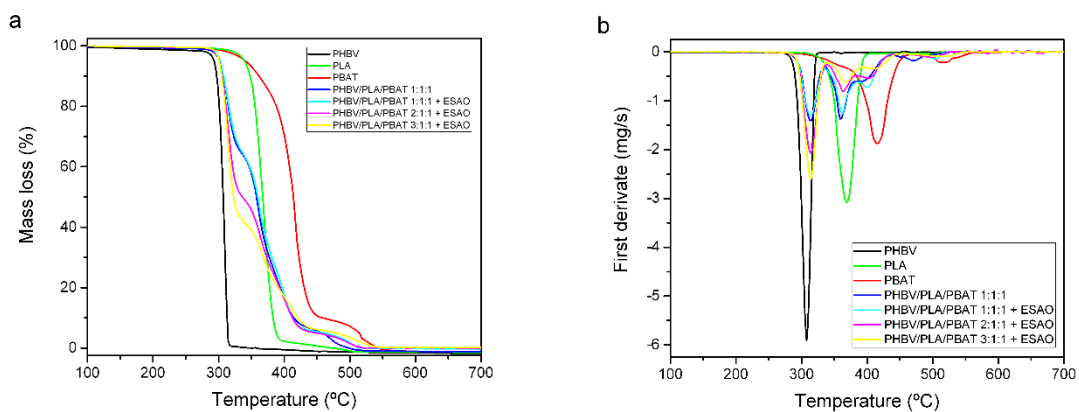 a
100
80
60
40
20
0
Mass loss (%)
100 200 300 400 500 600 700
Temperature (ºC)
PHBV
PLA
PBAT
PHBV/PLA/PBAT 1:1:1
PHBV/PLA/PBAT 1:1:1 + ESAO
PHBV/PLA/PBAT 2:1:1 + ESAO
PHBV/PLA/PBAT 3:1:1 + ESAO
b
0
-1
-2
-3
-4
-5
-6
First derivate (mg/s)
100 200 300 400 500 600 700
Temperature (ºC)
PHBV
PLA
PBAT
PHBV/PLA/PBAT 1:1:1
PHBV/PLA/PBAT 1:1:1 + ESAO
PHBV/PLA/PBAT 2:1:1 + ESAO
PHBV/PLA/PBAT 3:1:1 + ESAO